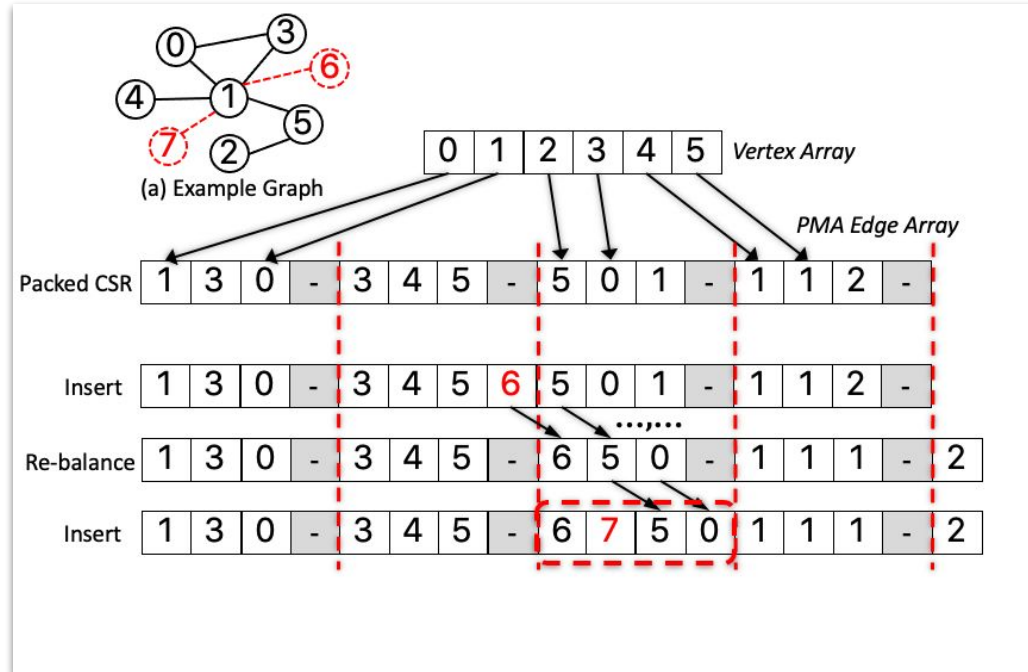 0 3
6
4 1
5
7 2
(a) Example Graph
0 1 2 3 4 5 Vertex Array
PMA Edge Array
Packed CSR 1 3 0 - 3 4 5 - 5 0 1 - 1 1 2 -
Insert 1 3 0 - 3 4 5 6 5 0 1 - 1 1 2 -
...,...
Re-balance 1 3 0 - 3 4 5 - 6 5 0 - 1 1 1 - 2
Insert 1 3 0 - 3 4 5 - 6 7 5 0 1 1 1 - 2